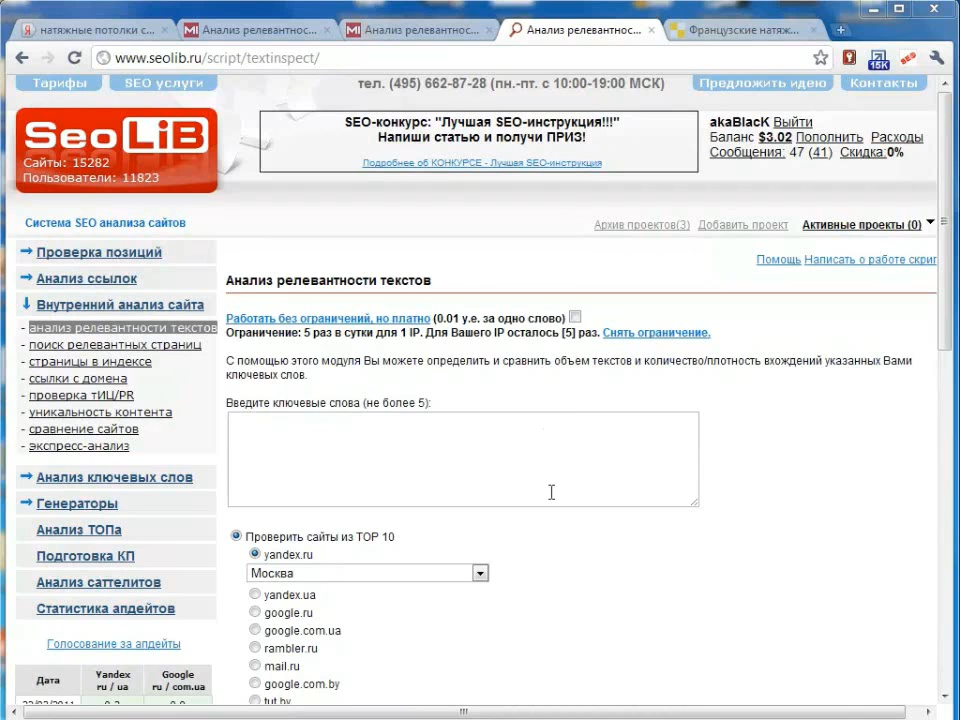 натяжные потолки с...
Анализ релевантнос...
Анализ релевантнос...
Анализ релевантнос...
Французские натяж...
www.seolib.ru/script/textinspect/
15K
Тарифы
SEO услуги
тел. (495) 662-87-28 (пн.-пт. с 10:00-19:00 МСК)
Предложить идею
Контакты
SeoLiB
Сайты: 15282
Пользователи: 11823
SEO-конкурс: "Лучшая SEO-инструкция!!!"
Напиши статью и получи ПРИЗ!
Подробнее об КОНКУРСЕ - Лучшая SEO-инструкция
akaBlacK Выйти
Баланс $3.02 Пополнить Расходы
Сообщения: 47 (41) Скидка:0%
Система SEO анализа сайтов
Архив проектов(3) Добавить проект Активные проекты (0)
Проверка позиций
Анализ ссылок
Внутренний анализ сайта
- анализ релевантности текстов
- поиск релевантных страниц
- страницы в индексе
- ссылки с домена
- проверка тИЦ/PR
- уникальность контента
- сравнение сайтов
- экспресс-анализ
Анализ ключевых слов
Генераторы
Анализ ТОПа
Подготовка КП
Анализ саттелитов
Статистика апдейтов
Голосование за апдейты
Дата
Yandex
ru / ua
Google
ru / com.ua
Помощь Написать о работе скрип
Анализ релевантности текстов
Работать без ограничений, но платно (0.01 у.е. за одно слово)
Ограничение: 5 раз в сутки для 1 IP. Для Вашего IP осталось [5] раз. Снять ограничение.
С помощью этого модуля Вы можете определить и сравнить объем текстов и количество/плотность вхождений указанных Вами
ключевых слов.
Введите ключевые слова (не более 5):
Проверить сайты из TOP 10
yandex.ru
Москва
yandex.ua
google.ru
google.com.ua
rambler.ru
mail.ru
google.com.by
tut.by